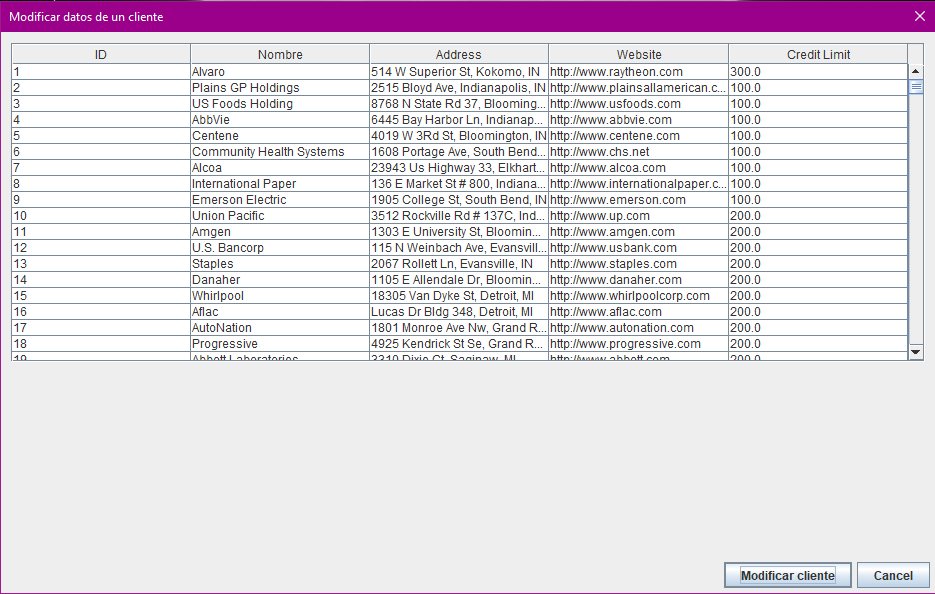 Modificar datos de un cliente
ID Nombre Address Website Credit Limit
1 Alvaro 514 W Superior St, Kokomo, IN http://www.raytheon.com 300.0
2 Plains GP Holdings 2515 Bloyd Ave, Indianapolis, IN http://www.plainsallamerican.c... 100.0
3 US Foods Holding 8768 N State Rd 37, Blooming... http://www.usfoods.com 100.0
4 AbbVie 6445 Bay Harbor Ln, Indianap... http://www.abbvie.com 100.0
5 Centene 4019 W 3Rd St, Bloomington, IN http://www.centene.com 100.0
6 Community Health Systems 1608 Portage Ave, South Bend... http://www.chs.net 100.0
7 Alcoa 23943 Us Highway 33, Elkhart... http://www.alcoa.com 100.0
8 International Paper 136 E Market St # 800, Indiana... http://www.internationalpaper.c... 100.0
9 Emerson Electric 1905 College St, South Bend, IN http://www.emerson.com 100.0
10 Union Pacific 3512 Rockville Rd # 137C, Ind... http://www.up.com 200.0
11 Amgen 1303 E University St, Bloomin... http://www.amgen.com 200.0
12 U.S. Bancorp 115 N Weinbach Ave, Evansvill... http://www.usbank.com 200.0
13 Staples 2067 Rollett Ln, Evansville, IN http://www.staples.com 200.0
14 Danaher 1105 E Allendale Dr, Bloomin... http://www.danaher.com 200.0
15 Whirlpool 18305 Van Dyke St, Detroit, MI http://www.whirlpoolcorp.com 200.0
16 Aflac Lucas Dr Bldg 348, Detroit, MI http://www.aflac.com 200.0
17 AutoNation 1801 Monroe Ave Nw, Grand R... http://www.autonation.com 200.0
18 Progressive 4925 Kendrick St Se, Grand R... http://www.progressive.com 200.0
19 Abbott Laboratories 3310 Dixie Ct, Saginaw, MI http://www.abbott.com 200.0
Modificar cliente Cancel